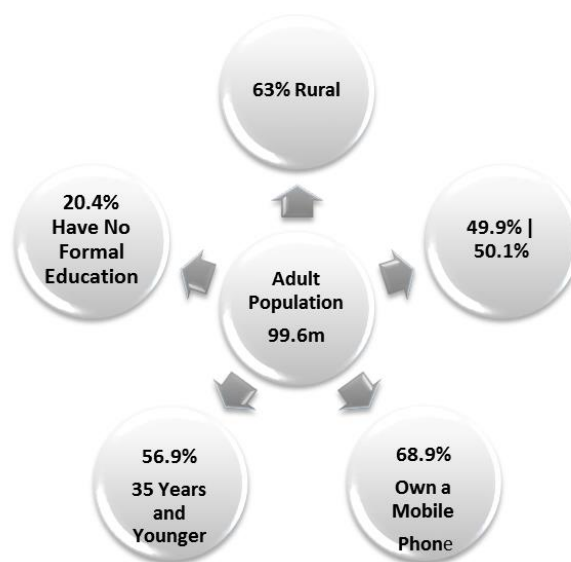 63% Rural
20.4%
Have No
Formal
Education
49.9% |
50.1%
Adult
Population
99.6m
56.9%
35 Years
and
Younger
68.9%
Own a
Mobile
Phone